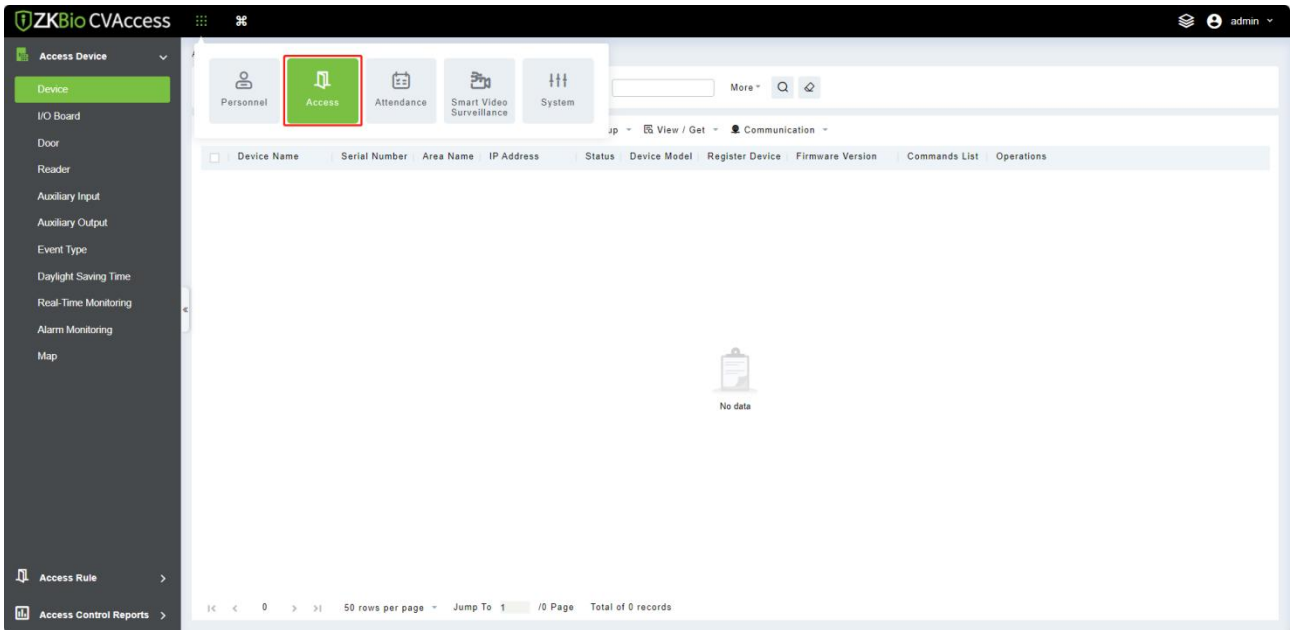 ZKBio CVAccess
admin
Access Device
Device
I/O Board
Door
Reader
Auxiliary Input
Auxiliary Output
Event Type
Daylight Saving Time
Real-Time Monitoring
Alarm Monitoring
Map
Access Rule
Access Control Reports
Personnel
Access
Attendance
Smart Video
Surveillance
System
More
up View / Get Communication
Device Name Serial Number Area Name IP Address Status Device Model Register Device Firmware Version Commands List Operations
No data
0 50 rows per page Jump To 1 /0 Page Total of 0 records